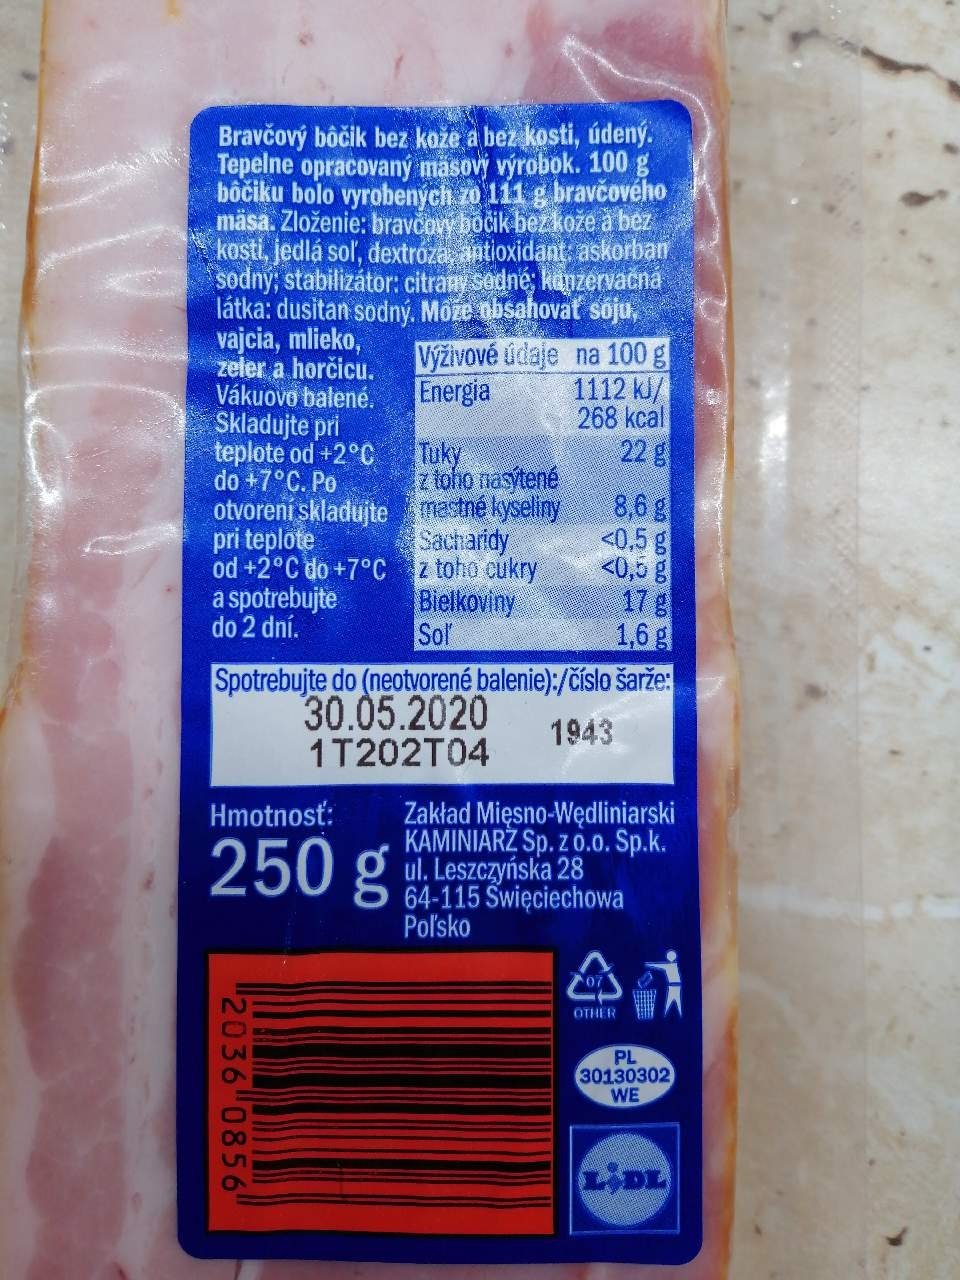 Bravčový bôčik bez kože a bez kosti, údený.
Tepelne opracovaný mäsový výrobok. 100 g
bôčiku bolo vyrobených zo 111 g bravčového
mäsa. Zloženie: bravčový bôčik bez kože a bez
kosti, jedlá soľ, dextróza, antioxidant: askorban
sodný; stabilizátor: citrany sodné; konzervačná
látka: dusitan sodný. Môže obsahovať sóju,
vajcia, mlieko,
zeler a horčicu.
Vákuovo balené.
Skladujte pri
teplote od +2°C
do +7°C. Po
otvorení skladujte
pri teplote
od +2°C do +7°C
a spotrebujte
do 2 dní.
Výživové údaje na 100 g
Energia 1112 kJ/
268 kcal
Tuky 22 g
z toho nasýtené
mastné kyseliny 8,6 g
Sacharidy <0,5 g
z toho cukry <0,5 g
Bielkoviny 17 g
Soľ 1,6 g
Spotrebujte do (neotvorené balenie):/číslo šarže:
30.05.2020
1T202T04 1943
Hmotnosť:
250 g
Zakład Mięsno-Wędliniarski
KAMINIARZ Sp. z o.o. Sp.k.
ul. Leszczyńska 28
64-115 Święciechowa
Poľsko
2036 0856
07
OTHER
PL
30130302
WE
LiDL